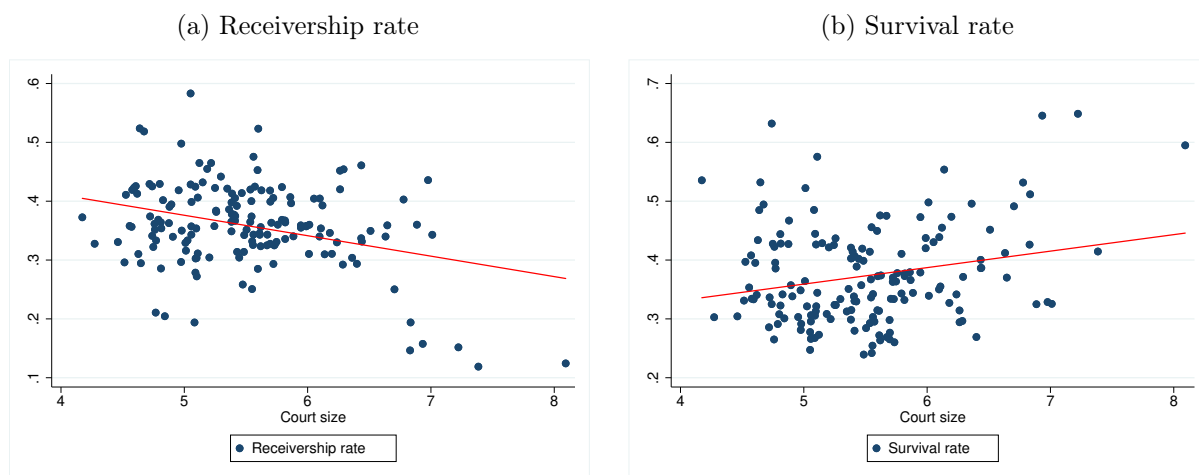 (a) Receivership rate
.6
.5
.4
.3
.2
.1
4 5 6 7 8
Court size
Receivership rate
(b) Survival rate
.7
.6
.5
.4
.3
.2
4 5 6 7 8
Court size
Survival rate